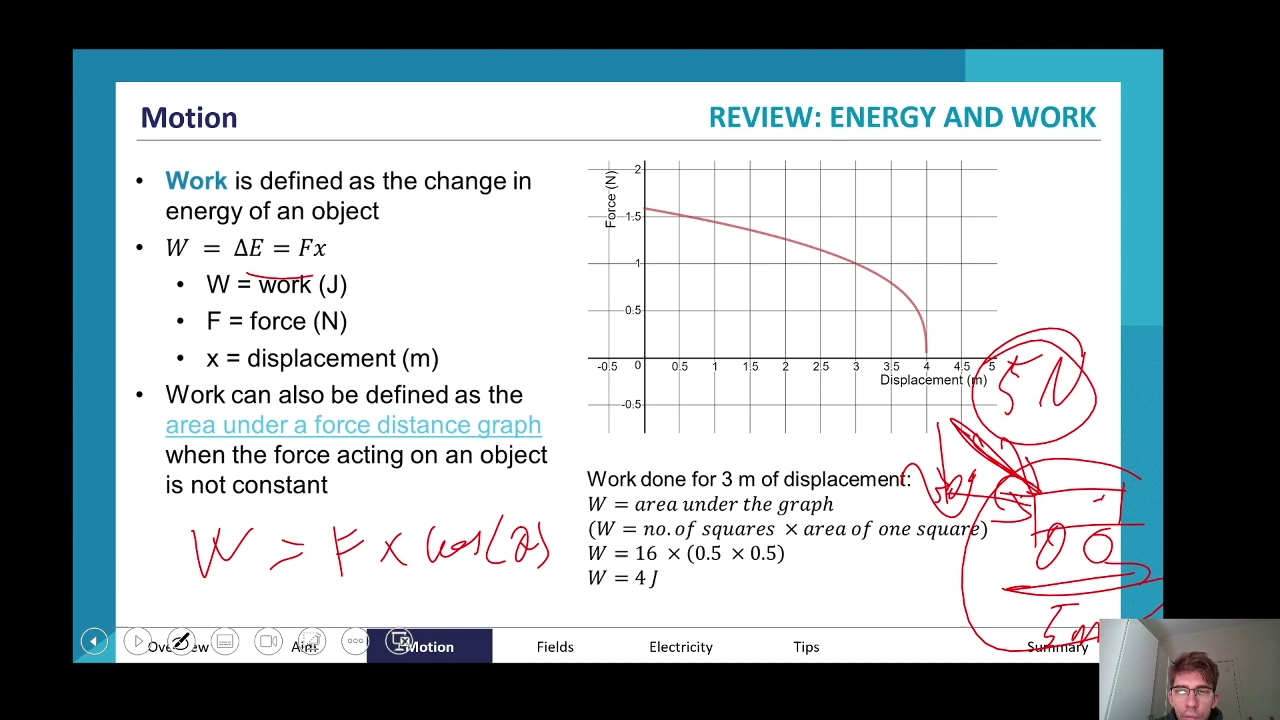 Motion
REVIEW: ENERGY AND WORK
• Work is defined as the change in
energy of an object
• W = ΔE = Fx
• W = work (J)
• F = force (N)
• x = displacement (m)
• Work can also be defined as the
area under a force distance graph
when the force acting on an object
is not constant
W = F x cos(θ)
Force (N)
2
1.5
1
0.5
-0.5 0 0.5 1 1.5 2 2.5 3 3.5 4 4.5 5
Displacement (m)
-0.5
5N
Work done for 3 m of displacement:
W = area under the graph
(W = no. of squares × area of one square)
W = 16 × (0.5 × 0.5)
W = 4 J
5m
Overview Aim Motion Fields Electricity Tips Summary